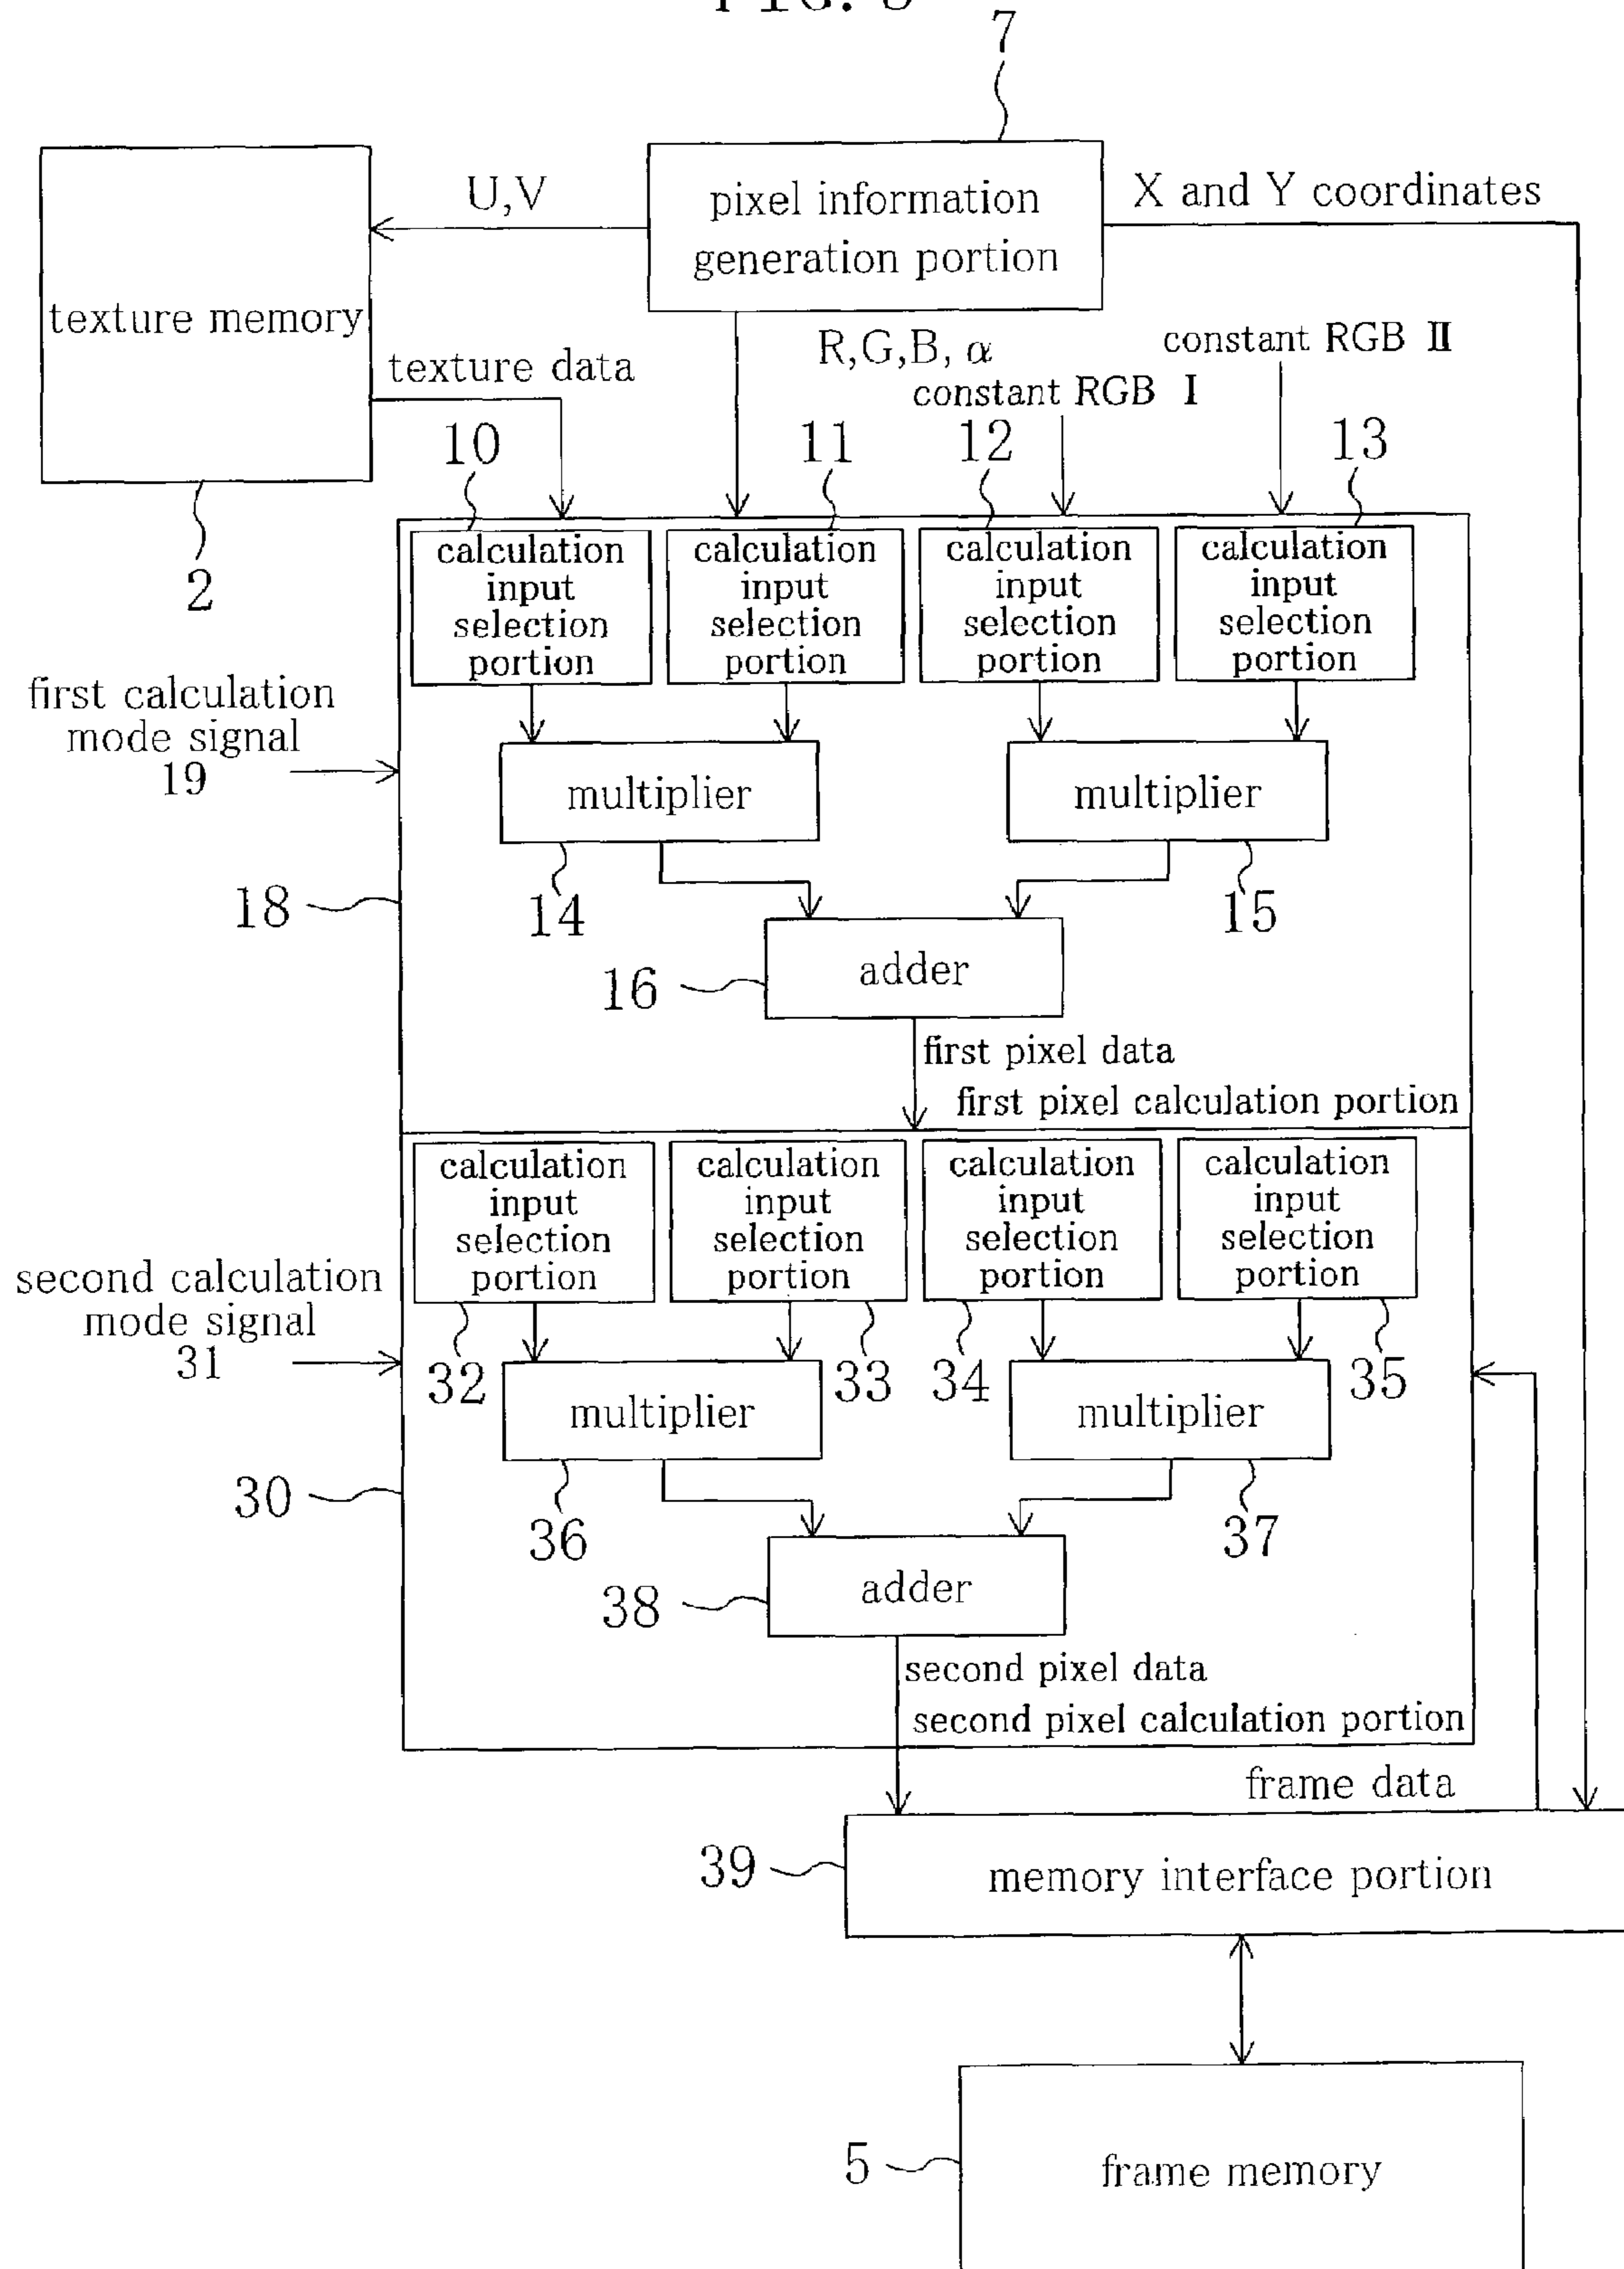 7
pixel information
generation portion
U,V
X and Y coordinates
texture memory
2
texture data
R,G,B, α
constant RGB I
constant RGB II
10
11
12
13
calculation
input
selection
portion
calculation
input
selection
portion
calculation
input
selection
portion
calculation
input
selection
portion
first calculation
mode signal
19
multiplier
multiplier
14
15
18
adder
16
first pixel data
first pixel calculation portion
calculation
input
selection
portion
calculation
input
selection
portion
calculation
input
selection
portion
calculation
input
selection
portion
second calculation
mode signal
31
32
33
34
35
multiplier
multiplier
30
36
37
adder
38
second pixel data
second pixel calculation portion
frame data
39
memory interface portion
5
frame memory